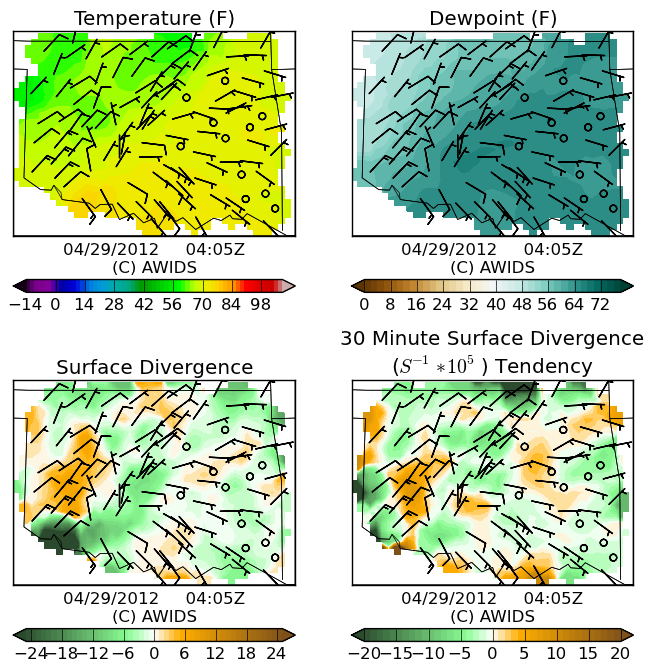 Temperature (F)
Dewpoint (F)
04/29/2012 04:05Z
(C) AWIDS
04/29/2012 04:05Z
(C) AWIDS
−14 0 14 28 42 56 70 84 98
0 8 16 24 32 40 48 56 64 72
30 Minute Surface Divergence
Surface Divergence
(S⁻¹ *10⁵ ) Tendency
04/29/2012 04:05Z
(C) AWIDS
04/29/2012 04:05Z
(C) AWIDS
−24 −18 −12 −6 0 6 12 18 24
−20 −15 −10 −5 0 5 10 15 20